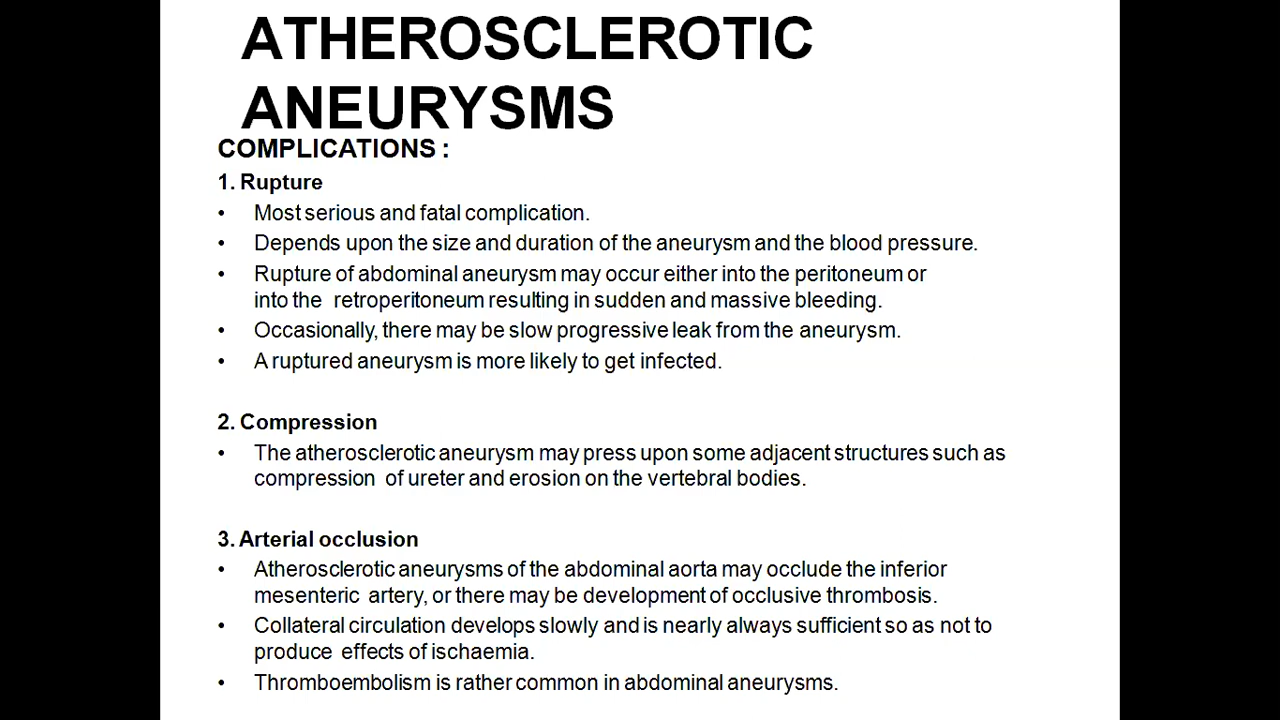 ATHEROSCLEROTIC
ANEURYSMS
COMPLICATIONS :
1. Rupture
• Most serious and fatal complication.
• Depends upon the size and duration of the aneurysm and the blood pressure.
• Rupture of abdominal aneurysm may occur either into the peritoneum or
into the retroperitoneum resulting in sudden and massive bleeding.
• Occasionally, there may be slow progressive leak from the aneurysm.
• A ruptured aneurysm is more likely to get infected.
2. Compression
• The atherosclerotic aneurysm may press upon some adjacent structures such as
compression of ureter and erosion on the vertebral bodies.
3. Arterial occlusion
• Atherosclerotic aneurysms of the abdominal aorta may occlude the inferior
mesenteric artery, or there may be development of occlusive thrombosis.
• Collateral circulation develops slowly and is nearly always sufficient so as not to
produce effects of ischaemia.
• Thromboembolism is rather common in abdominal aneurysms.